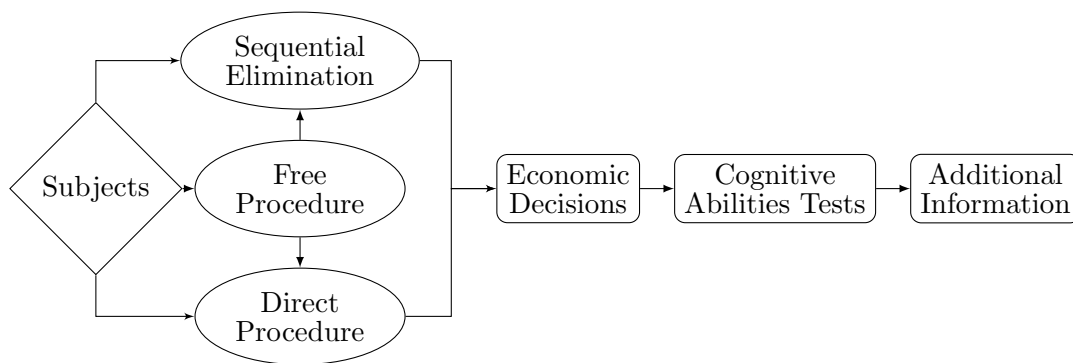 Sequential
Elimination
Subjects
Free
Procedure
Direct
Procedure
Economic
Decisions
Cognitive
Abilities Tests
Additional
Information